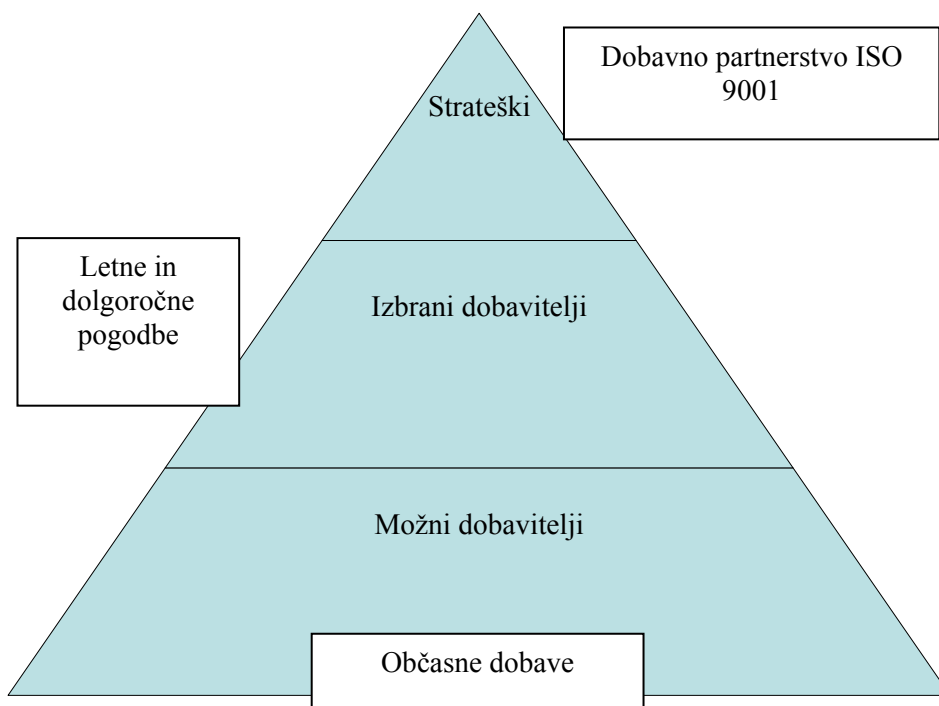 Dobavno partnerstvo ISO
9001
Strateški
Letne in
dolgoročne
pogodbe
Izbrani dobavitelji
Možni dobavitelji
Občasne dobave